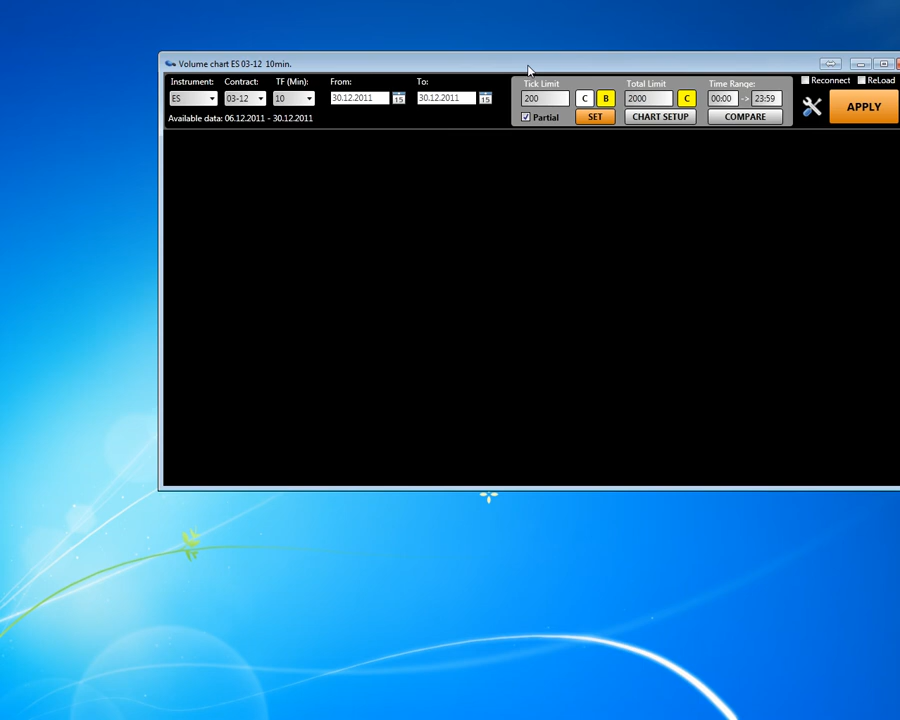 Volume chart ES 03-12 10min.
Instrument: Contract: TF (Min): From: To: Tick Limit Total Limit Time Range: Reconnect ReLoad
ES 03-12 10 30.12.2011 15 30.12.2011 15 200 C B 2000 C 00:00 -> 23:59 APPLY
Available data: 06.12.2011 - 30.12.2011 Partial SET CHART SETUP COMPARE